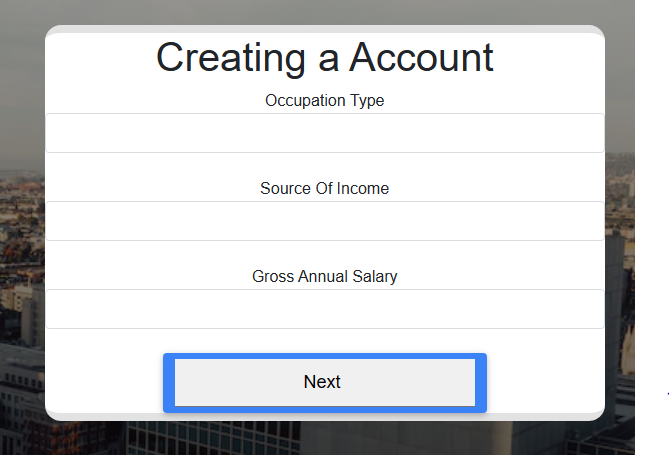 Creating a Account
Occupation Type
Source Of Income
Gross Annual Salary
Next